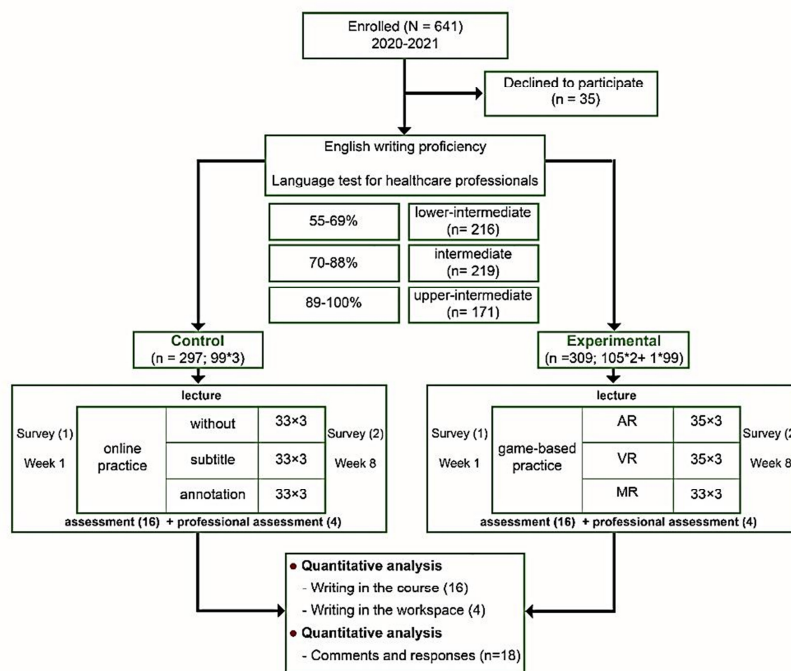 Enrolled (N = 641)
2020-2021
Declined to participate
(n = 35)
English writing proficiency
Language test for healthcare professionals
55-69%
lower-intermediate
(n= 216)
70-88%
intermediate
(n= 219)
89-100%
upper-intermediate
(n= 171)
Control
(n = 297; 99*3)
Experimental
(n =309; 105*2+ 1*99)
lecture
Survey (1)
Week 1
online
practice
without
33×3
subtitle
33×3
annotation
33×3
Survey (2)
Week 8
assessment (16) + professional assessment (4)
lecture
Survey (1)
Week 1
game-based
practice
AR
35×3
VR
35×3
MR
33×3
Survey (2
Week 8
assessment (16) + professional assessment (4)
● Quantitative analysis
- Writing in the course (16)
- Writing in the workspace (4)
● Quantitative analysis
- Comments and responses (n=18)